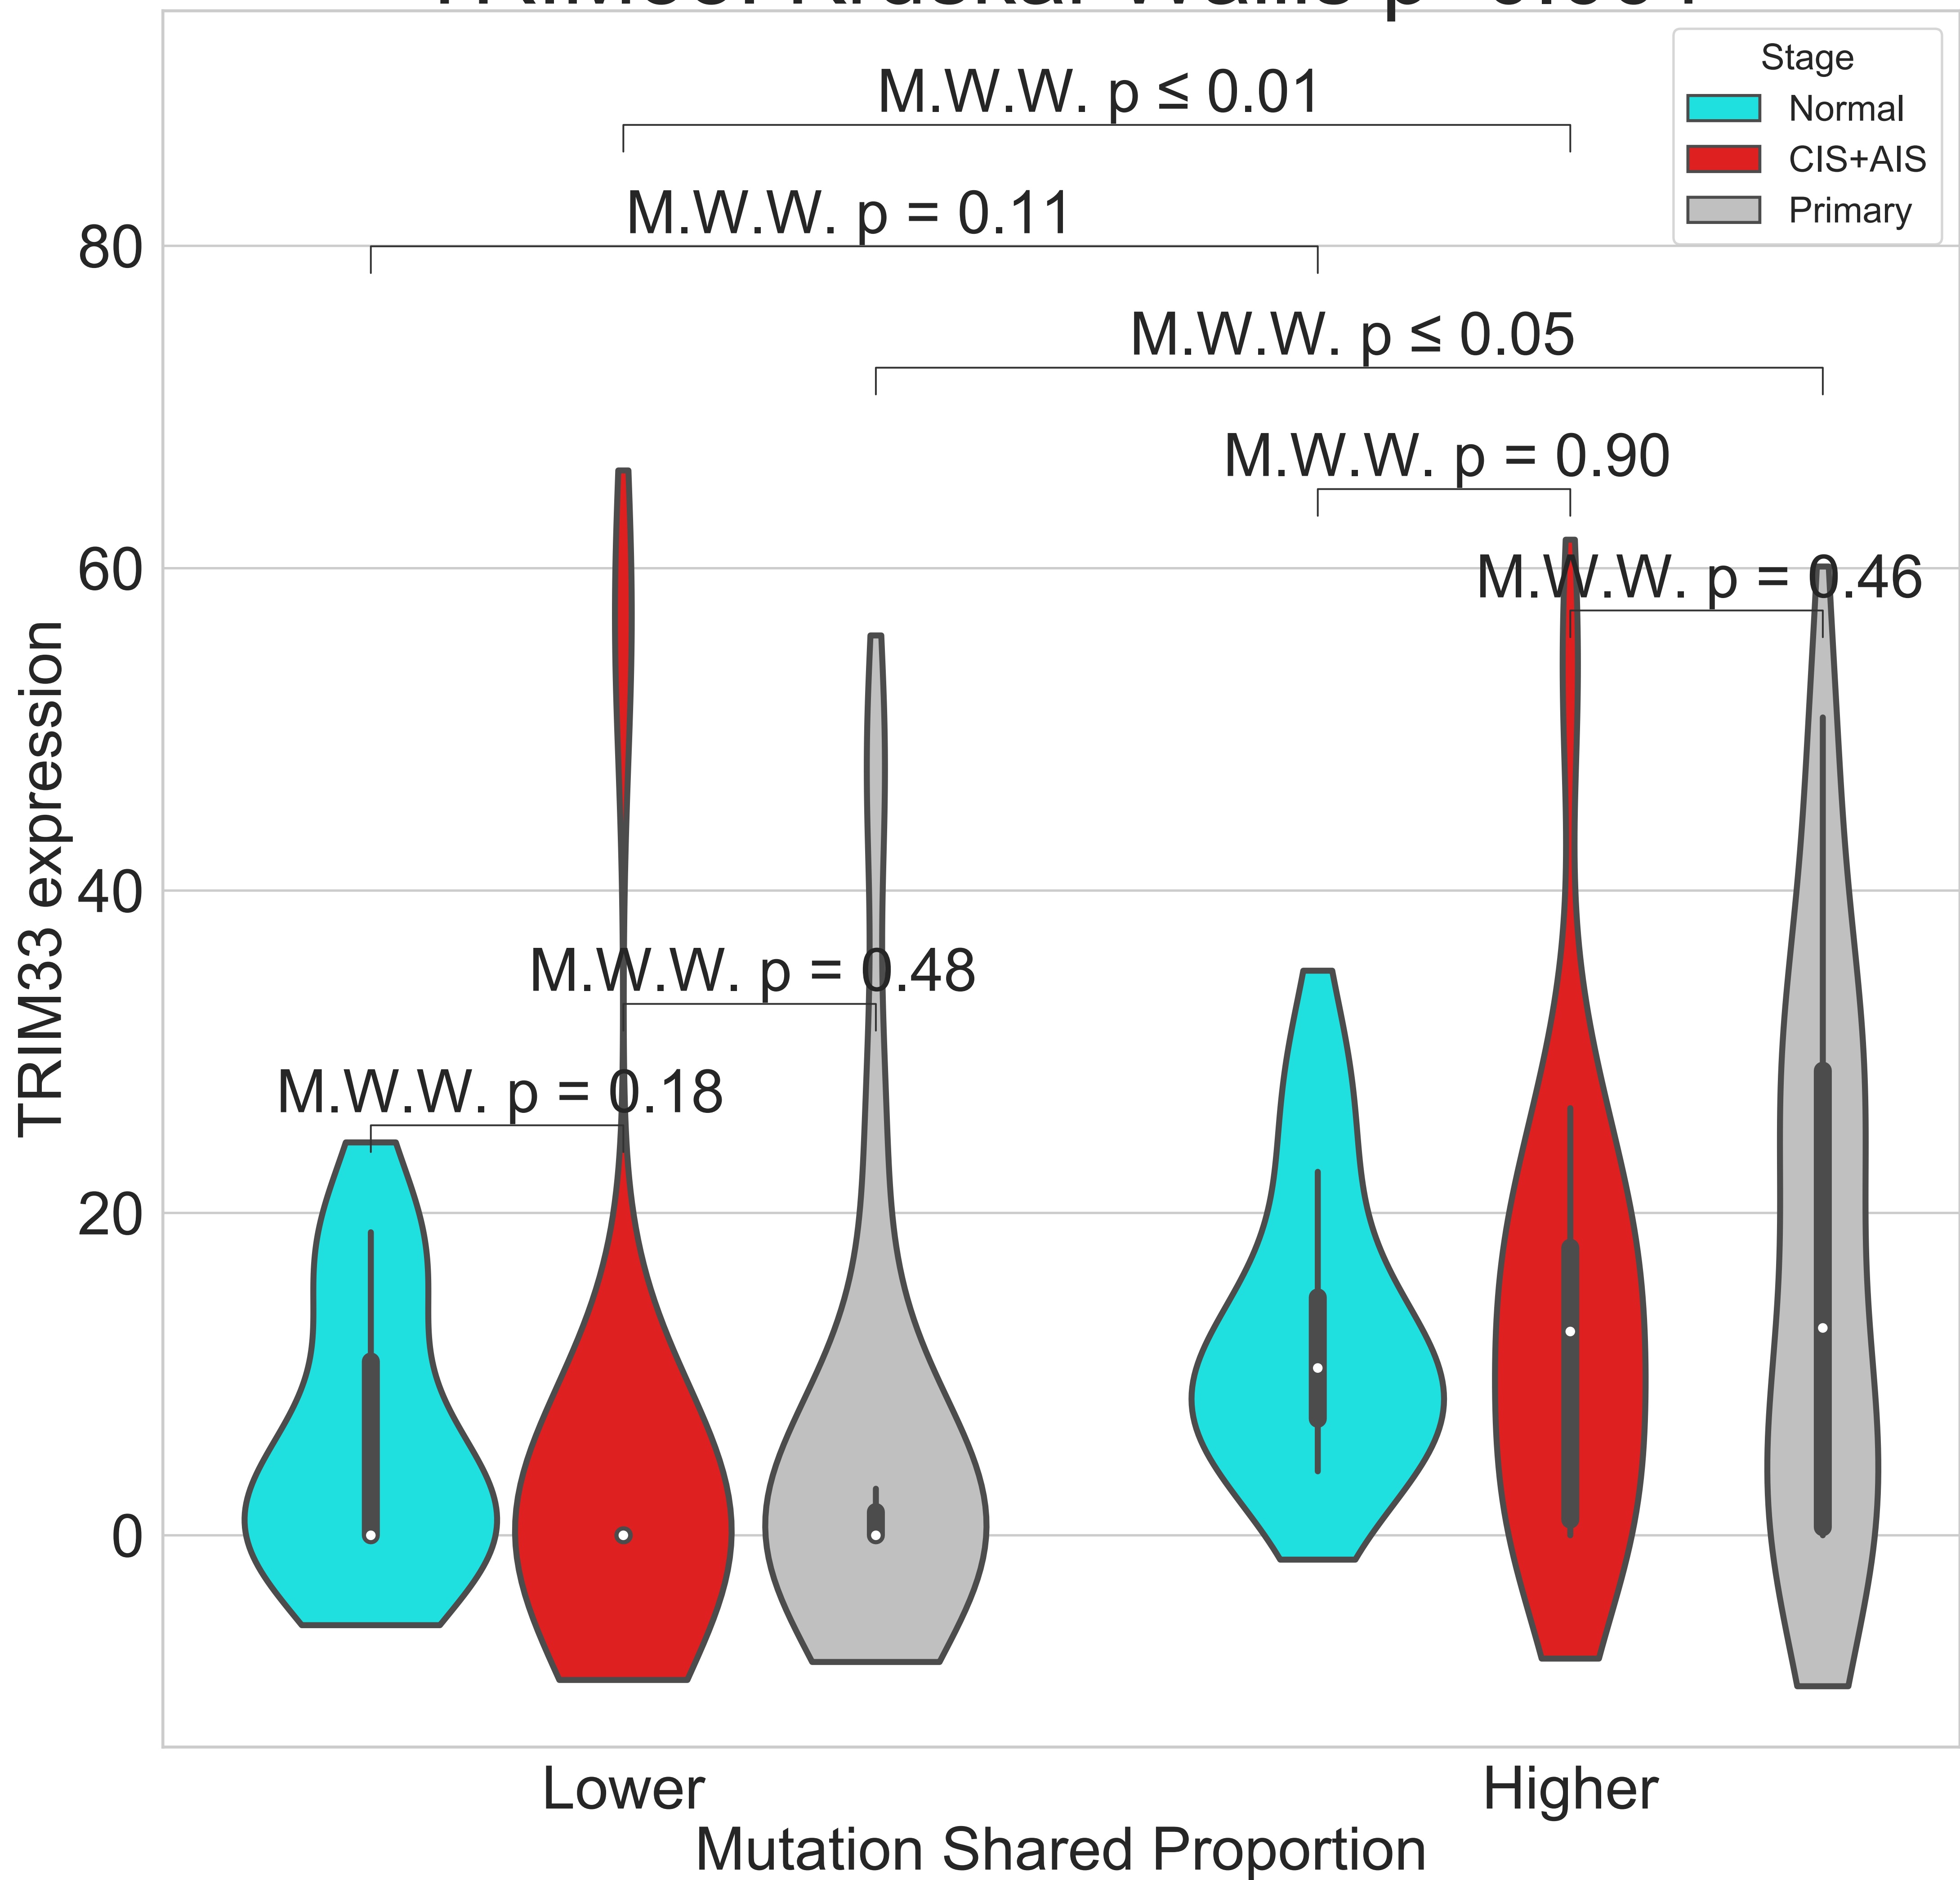 Stage
Normal
CIS+AIS
Primary
M.W.W. p ≤ 0.01
M.W.W. p = 0.11
M.W.W. p ≤ 0.05
M.W.W. p = 0.90
M.W.W. p = 0.46
M.W.W. p = 0.48
M.W.W. p = 0.18
80
60
40
20
0
TRIM33 expression
Lower
Higher
Mutation Shared Proportion